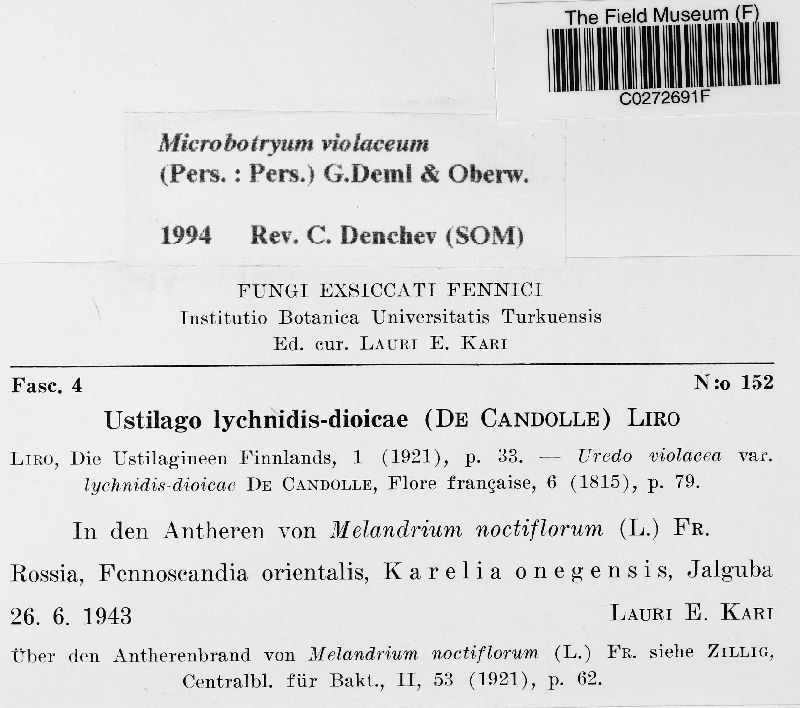 The Field Museum (F)
C0272691F
Microbotryum violaceum
(Pers. : Pers.) G.Deml & Oberw.
1994 Rev. C. Denchev (SOM)
FUNGI EXSICCATI FENNICI
Institutio Botanica Universitatis Turkuensis
Ed. cur. LAURI E. KARI
Fasc. 4 N:o 152
Ustilago lychnidis-dioicae (DE CANDOLLE) LIRO
LIRO, Die Ustilagineen Finnlands, 1 (1921), p. 33. — Uredo violacea var.
lychnidis-dioicae DE CANDOLLE, Flore française, 6 (1815), p. 79.
In den Antheren von Melandrium noctiflorum (L.) FR.
Rossia, Fennoscandia orientalis, Karelia onegensis, Jalguba
26. 6. 1943 LAURI E. KARI
Über den Antherenbrand von Melandrium noctiflorum (L.) FR. siehe ZILLIG,
Centralbl. für Bakt., II, 53 (1921), p. 62.